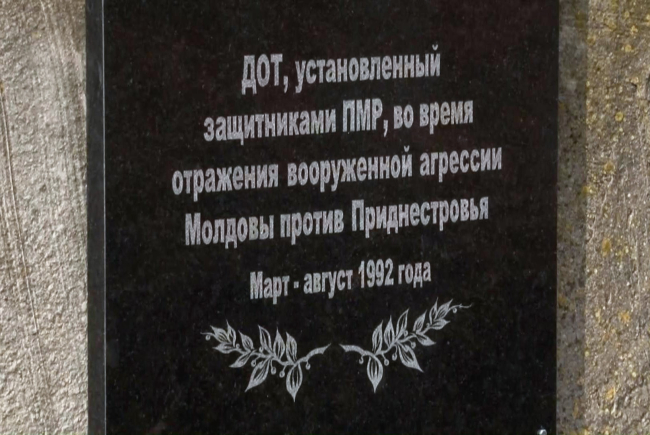 ДОТ, установленный
защитниками ПМР, во время
отражения вооруженной агрессии
Молдовы против Приднестровья
Март - август 1992 года